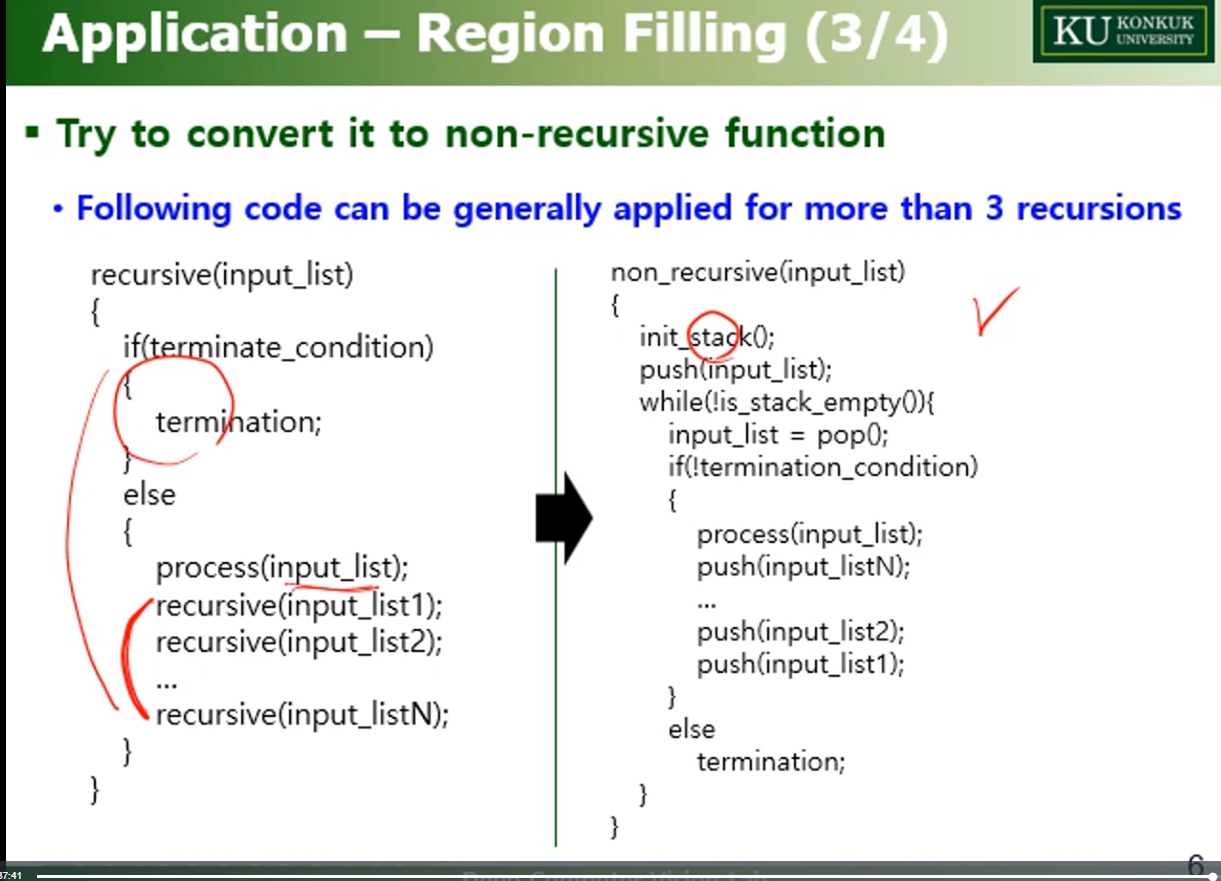 Application – Region Filling (3/4)
KU KONKUK
UNIVERSITY
▪ Try to convert it to non-recursive function
• Following code can be generally applied for more than 3 recursions
recursive(input_list)
{
if(terminate_condition)
{
termination;
}
else
{
process(input_list);
recursive(input_list1);
recursive(input_list2);
...
recursive(input_listN);
}
}
non_recursive(input_list)
{
init_stack();
push(input_list);
while(!is_stack_empty()){
input_list = pop();
if(!termination_condition)
{
process(input_list);
push(input_listN);
...
push(input_list2);
push(input_list1);
}
else
termination;
}
}
6
37:41